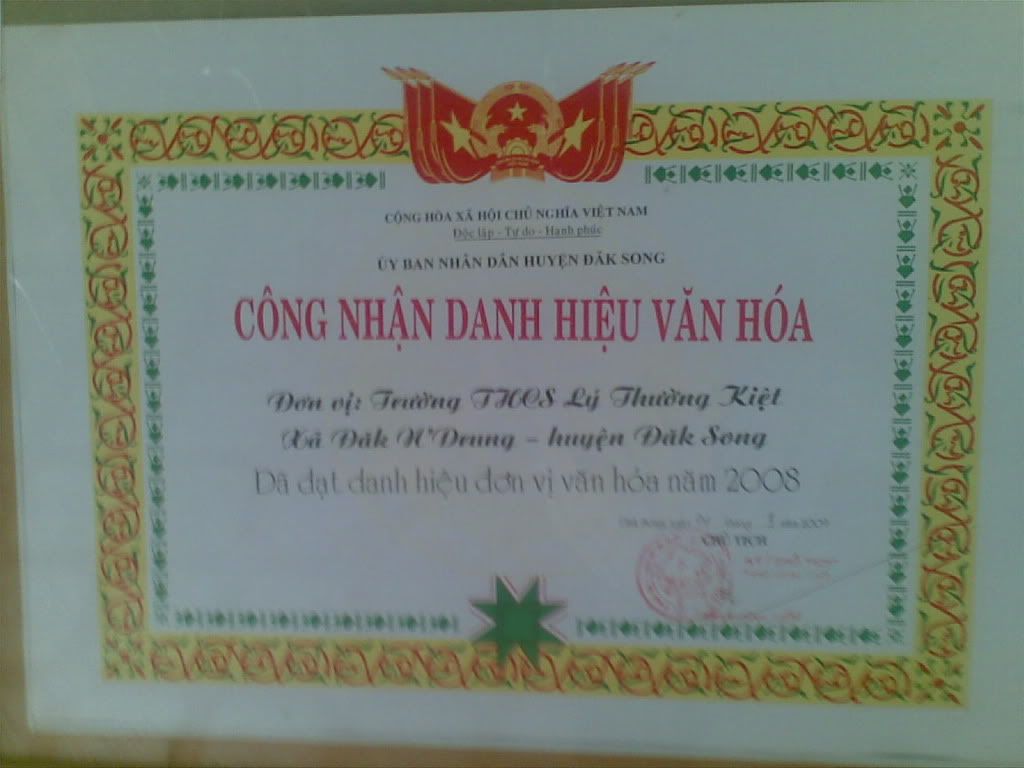 CỘNG HÒA XÃ HỘI CHỦ NGHĨA VIỆT NAM
Độc lập - Tự do - Hạnh phúc
ỦY BAN NHÂN DÂN HUYỆN ĐĂK SONG
CÔNG NHẬN DANH HIỆU VĂN HÓA
Đơn vị: Trường THCS Lý Thường Kiệt
Xã Đăk N'Drung - huyện Đăk Song
Đã đạt danh hiệu đơn vị văn hóa năm 2008
CHỦ TỊCH